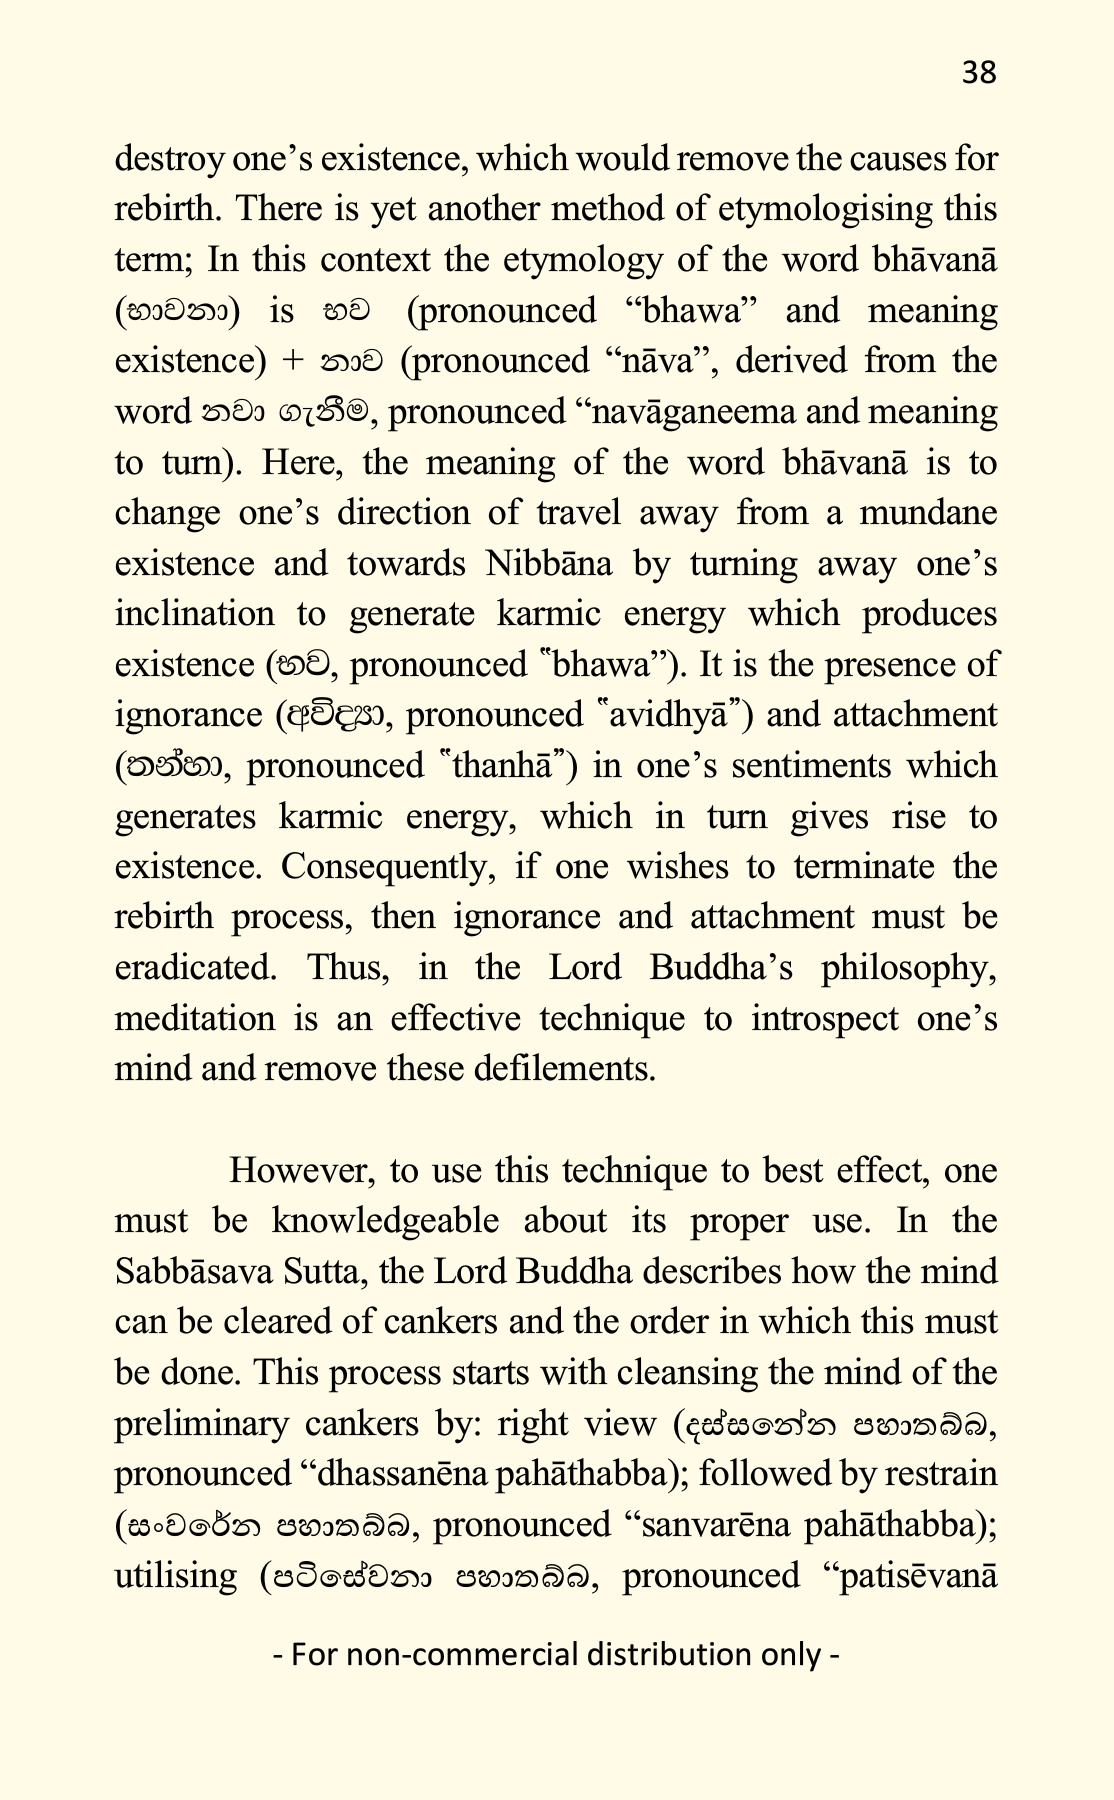 38
destroy one’s existence, which would remove the causes for
rebirth. There is yet another method of etymologising this
term; In this context the etymology of the word bhāvanā
(භාවනා) is භව (pronounced “bhawa” and meaning
existence) + නාව (pronounced “nāva”, derived from the
word නවා ගැනීම, pronounced “navāganeema and meaning
to turn). Here, the meaning of the word bhāvanā is to
change one’s direction of travel away from a mundane
existence and towards Nibbāna by turning away one’s
inclination to generate karmic energy which produces
existence (භව, pronounced “bhawa”). It is the presence of
ignorance (අවිද්‍යා, pronounced “avidhyā”) and attachment
(තන්හා, pronounced “thanhā”) in one’s sentiments which
generates karmic energy, which in turn gives rise to
existence. Consequently, if one wishes to terminate the
rebirth process, then ignorance and attachment must be
eradicated. Thus, in the Lord Buddha’s philosophy,
meditation is an effective technique to introspect one’s
mind and remove these defilements.
However, to use this technique to best effect, one
must be knowledgeable about its proper use. In the
Sabbāsava Sutta, the Lord Buddha describes how the mind
can be cleared of cankers and the order in which this must
be done. This process starts with cleansing the mind of the
preliminary cankers by: right view (දස්සනේන පහාතබ්බ,
pronounced “dhassanēna pahāthabba); followed by restrain
(සංවරේන පහාතබ්බ, pronounced “sanvarēna pahāthabba);
utilising (පටිසේවනා පහාතබ්බ, pronounced “patisēvanā
- For non-commercial distribution only -